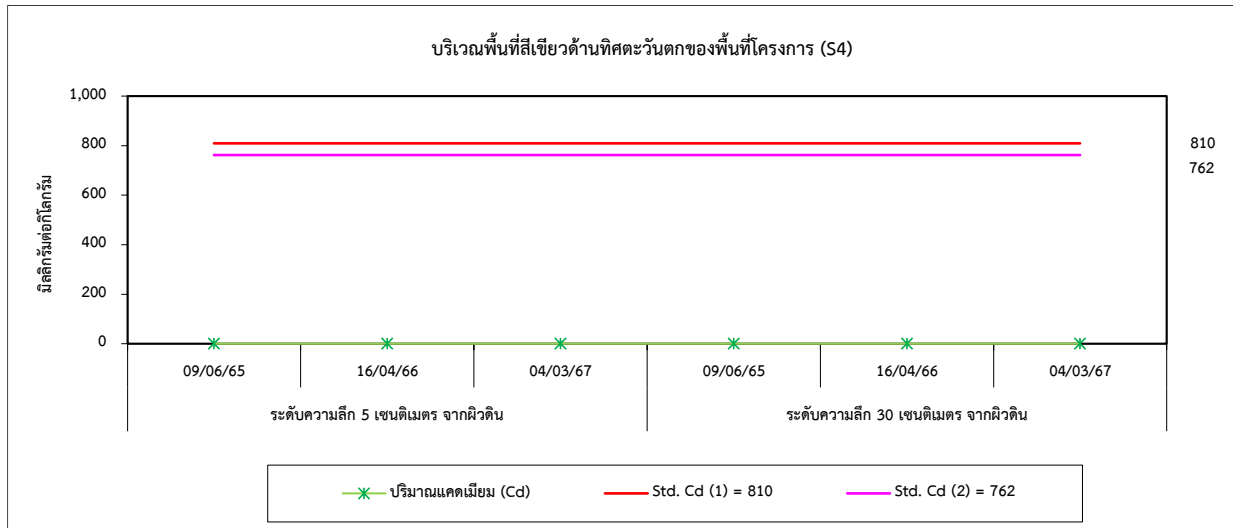 บริเวณพื้นที่สีเขียวด้านทิศตะวันตกของพื้นที่โครงการ (S4)
มิลลิกรัมต่อกิโลกรัม
1,000
800
600
400
200
0
810
762
09/06/65 16/04/66 04/03/67 09/06/65 16/04/66 04/03/67
ระดับความลึก 5 เซนติเมตร จากผิวดิน ระดับความลึก 30 เซนติเมตร จากผิวดิน
ปริมาณแคดเมียม (Cd) Std. Cd (1) = 810 Std. Cd (2) = 762